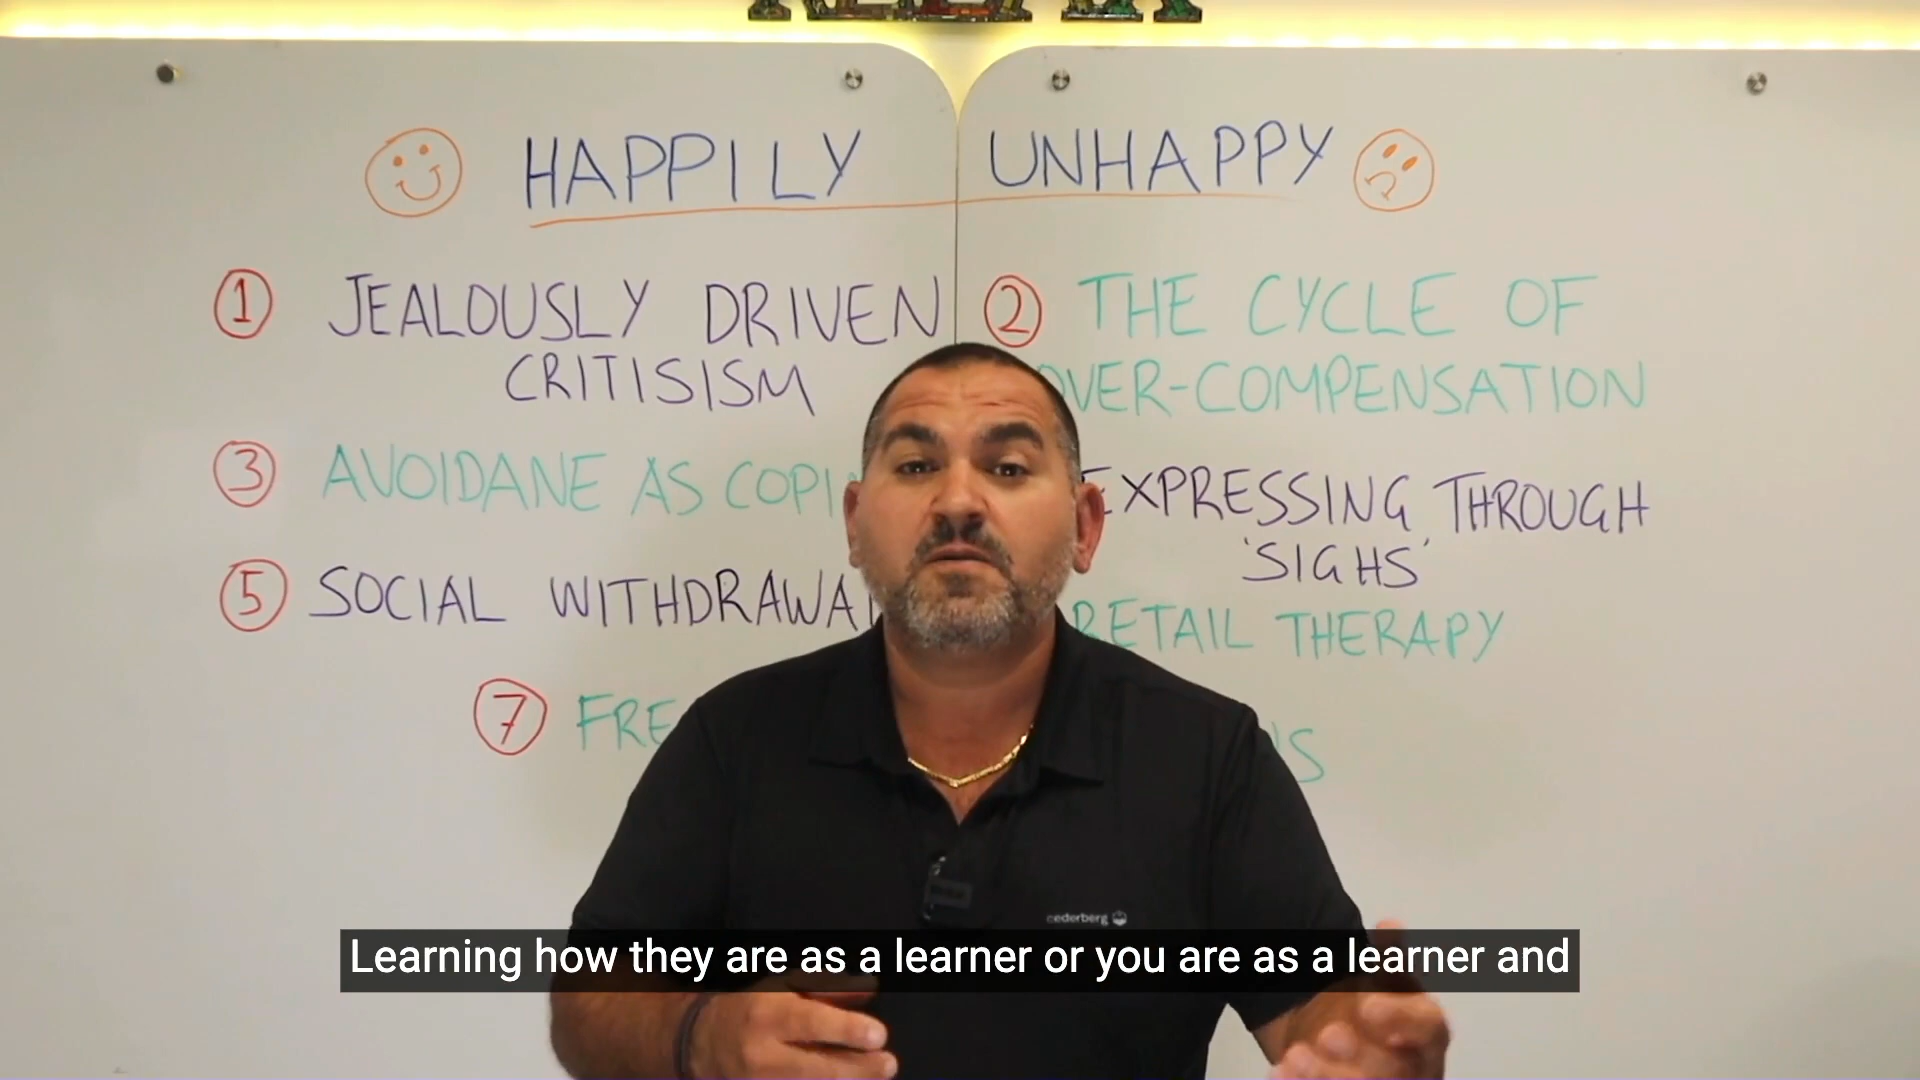 HAPPILY UNHAPPY
1 JEALOUSLY DRIVEN
CRITISISM
2 THE CYCLE OF
OVER-COMPENSATION
3 AVOIDANE AS COPI
EXPRESSING THROUGH
'SIGHS'
5 SOCIAL WITHDRAWAL
RETAIL THERAPY
7 FRE
cederberg
Learning how they are as a learner or you are as a learner and